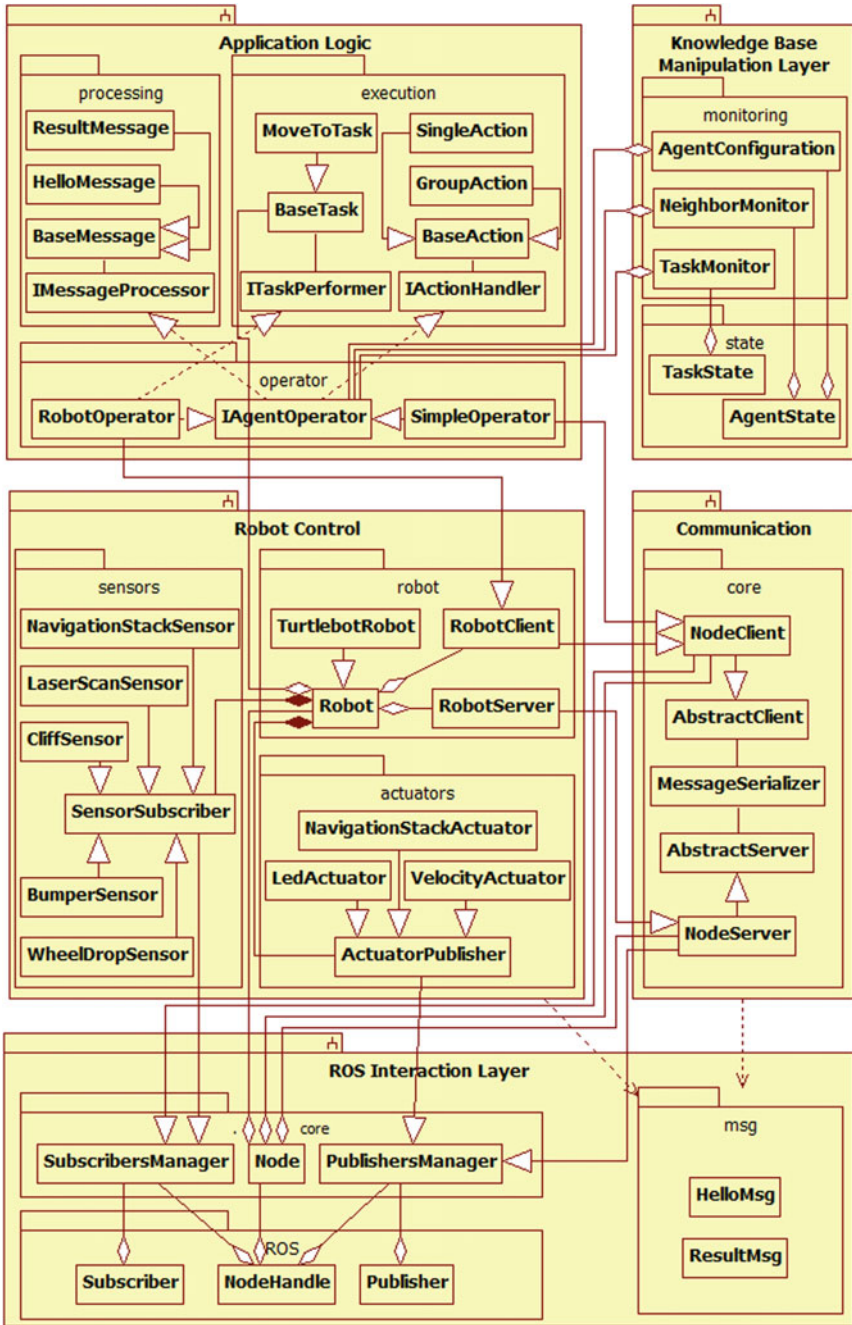 Application Logic
processing
ResultMessage
HelloMessage
BaseMessage
IMessageProcessor
execution
MoveToTask
SingleAction
GroupAction
BaseTask
BaseAction
ITaskPerformer
IActionHandler
operator
RobotOperator
IAgentOperator
SimpleOperator
Knowledge Base
Manipulation Layer
monitoring
AgentConfiguration
NeighborMonitor
TaskMonitor
state
TaskState
AgentState
Robot Control
sensors
NavigationStackSensor
LaserScanSensor
CliffSensor
SensorSubscriber
BumperSensor
WheelDropSensor
robot
TurtlebotRobot
RobotClient
Robot
RobotServer
actuators
NavigationStackActuator
LedActuator
VelocityActuator
ActuatorPublisher
Communication
core
NodeClient
AbstractClient
MessageSerializer
AbstractServer
NodeServer
ROS Interaction Layer
core
SubscribersManager
Node
PublishersManager
ROS
Subscriber
NodeHandle
Publisher
msg
HelloMsg
ResultMsg